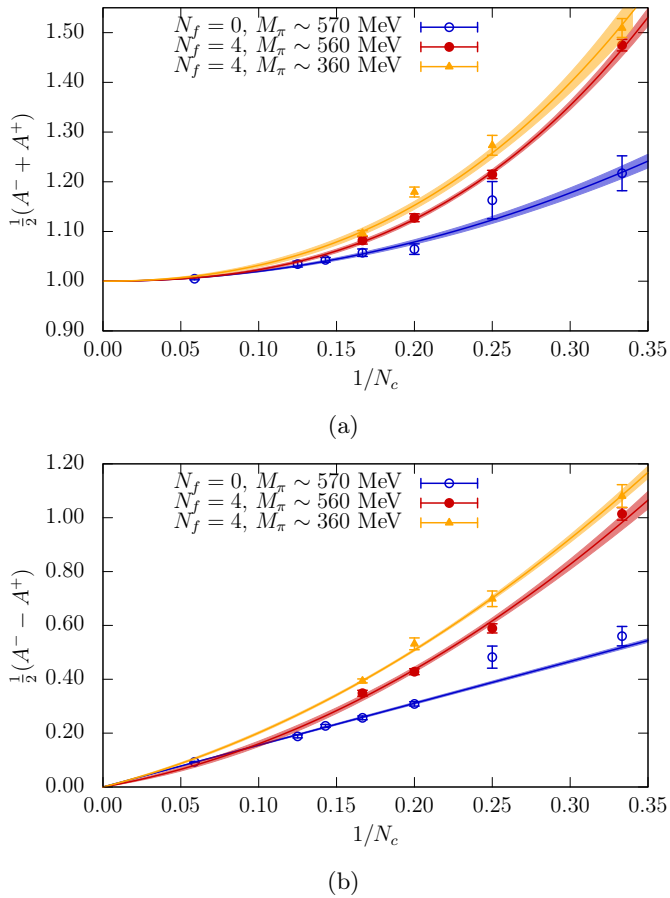 1.50
1.40
1.30
1.20
1.10
1.00
0.90
½(A⁻ + A⁺)
N_f = 0, M_π ∼ 570 MeV
N_f = 4, M_π ∼ 560 MeV
N_f = 4, M_π ∼ 360 MeV
0.00 0.05 0.10 0.15 0.20 0.25 0.30 0.35
1/N_c
(a)
1.20
1.00
0.80
0.60
0.40
0.20
0.00
½(A⁻ − A⁺)
N_f = 0, M_π ∼ 570 MeV
N_f = 4, M_π ∼ 560 MeV
N_f = 4, M_π ∼ 360 MeV
0.00 0.05 0.10 0.15 0.20 0.25 0.30 0.35
1/N_c
(b)